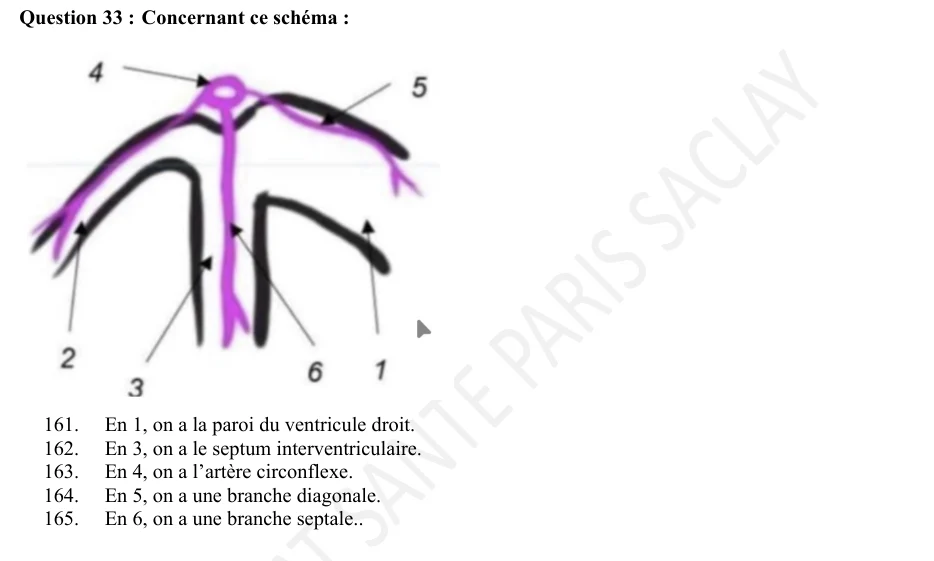 Question 33 : Concernant ce schéma :
4
5
2
3
6
1
161. En 1, on a la paroi du ventricule droit.
162. En 3, on a le septum interventriculaire.
163. En 4, on a l’artère circonflexe.
164. En 5, on a une branche diagonale.
165. En 6, on a une branche septale..
SANTE PARIS SACLAY